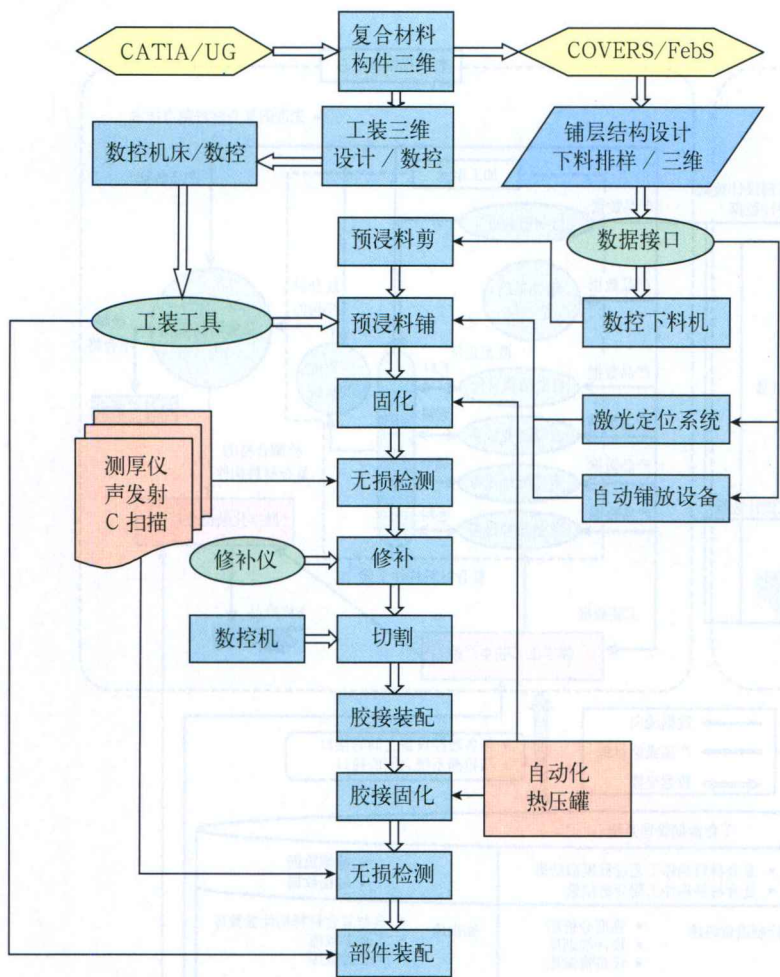 CATIA/UG
复合材料
构件三维
COVERS/FebS
数控机床/数控
工装三维
设计/数控
铺层结构设计
下料排样/三维
预浸料剪
数据接口
工装工具
预浸料铺
数控下料机
固化
激光定位系统
测厚仪
声发射
C 扫描
无损检测
自动铺放设备
修补仪
修补
数控机
切割
胶接装配
胶接固化
自动化
热压罐
无损检测
部件装配